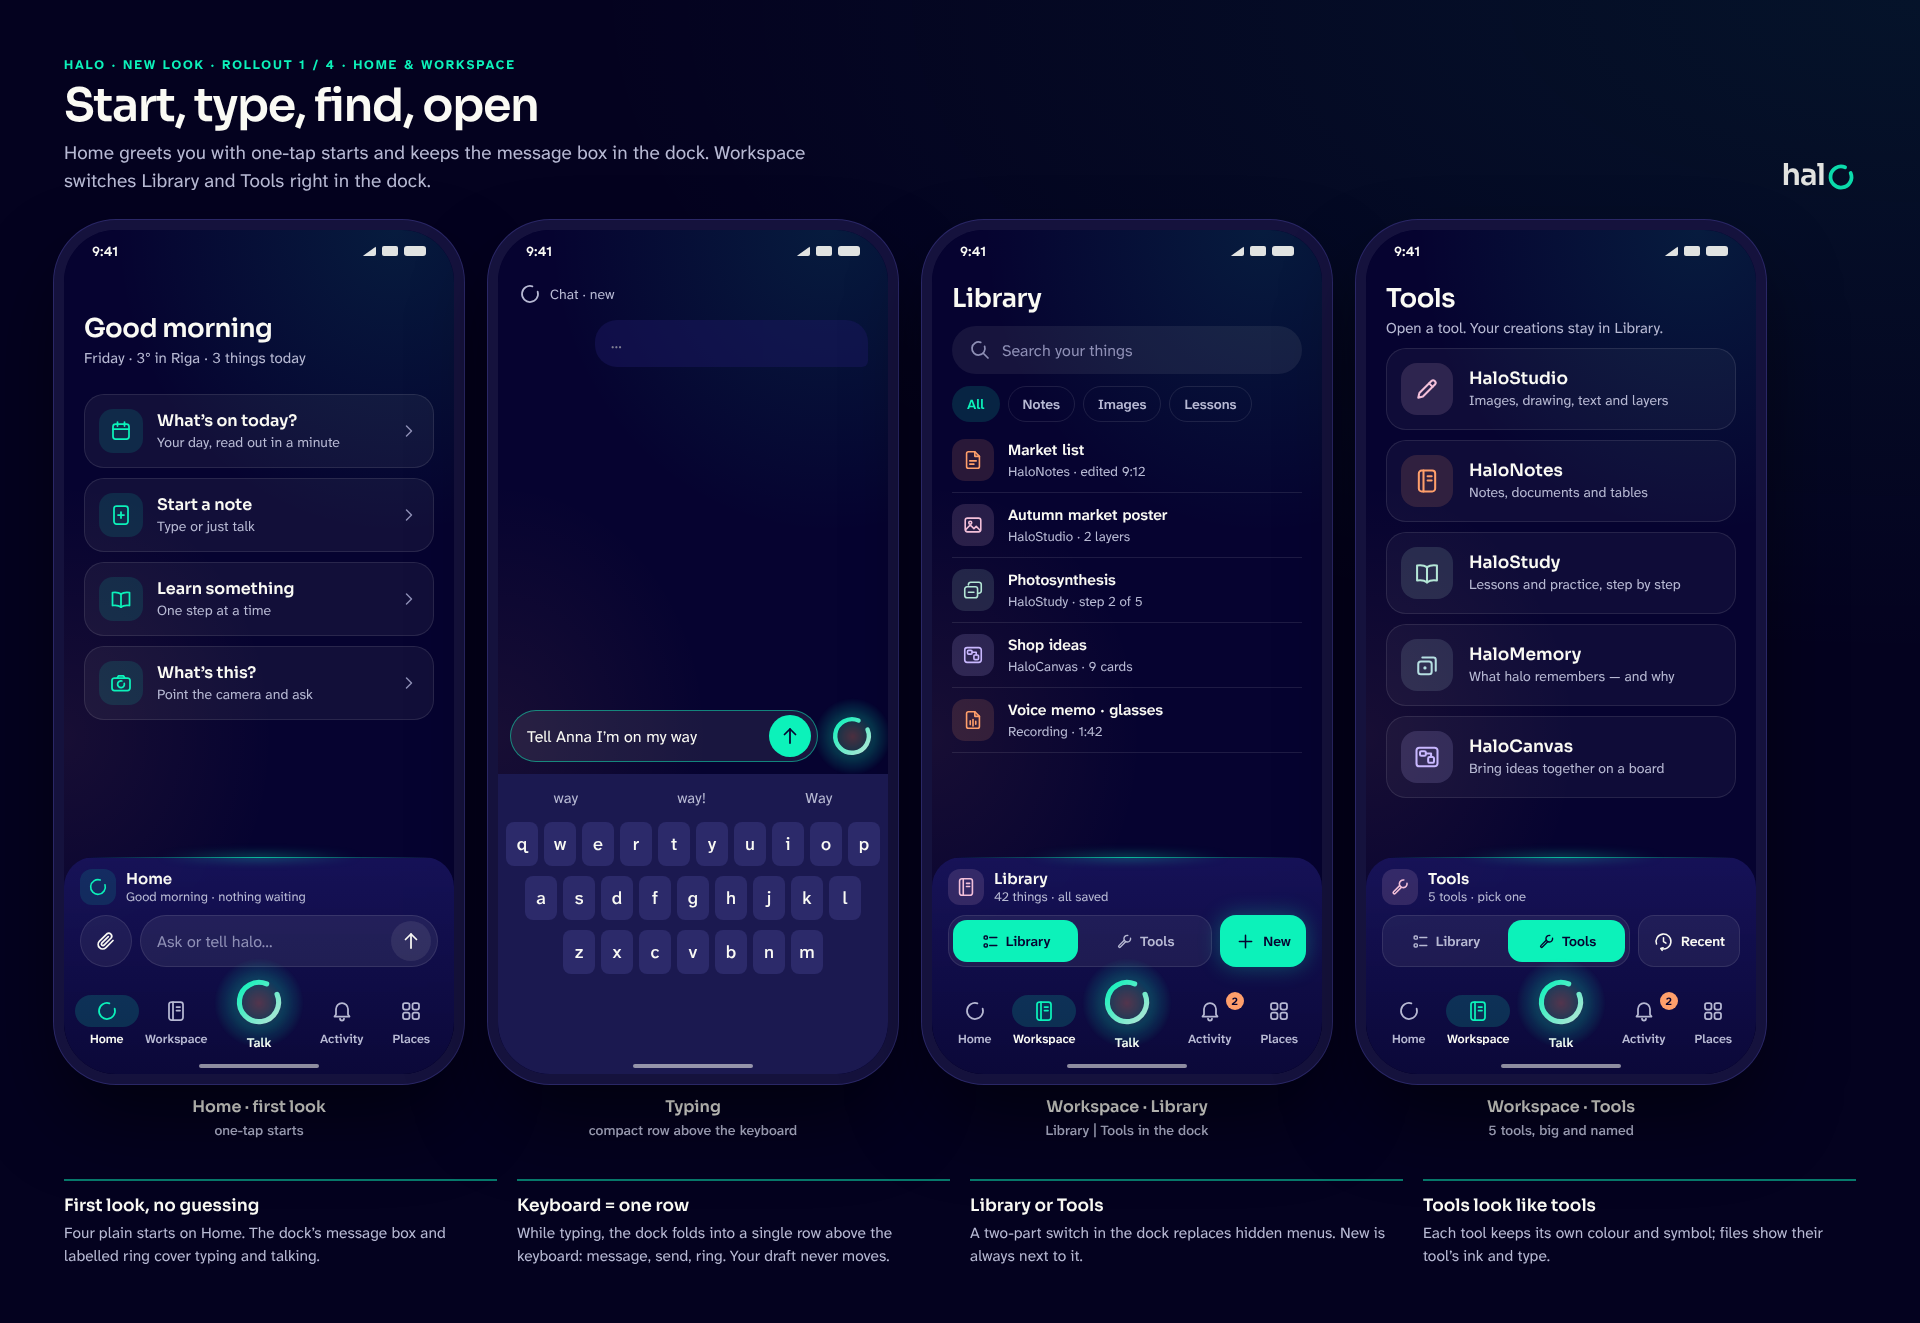 HALO · NEW LOOK · ROLLOUT 1 / 4 · HOME & WORKSPACE
Start, type, find, open
Home greets you with one-tap starts and keeps the message box in the dock. Workspace
switches Library and Tools right in the dock.
halo
9:41
Good morning
Friday · 3° in Riga · 3 things today
What's on today?
Your day, read out in a minute
Start a note
Type or just talk
Learn something
One step at a time
What's this?
Point the camera and ask
Home
Good morning · nothing waiting
Ask or tell halo...
Home
Workspace
Talk
Activity
Places
Home · first look
one-tap starts
9:41
Chat · new
...
Tell Anna I'm on my way
way way! Way
q w e r t y u i o p
a s d f g h j k l
z x c v b n m
Typing
compact row above the keyboard
9:41
Library
Search your things
All Notes Images Lessons
Market list
HaloNotes · edited 9:12
Autumn market poster
HaloStudio · 2 layers
Photosynthesis
HaloStudy · step 2 of 5
Shop ideas
HaloCanvas · 9 cards
Voice memo · glasses
Recording · 1:42
Library
42 things · all saved
Library Tools New
2
Home Workspace Talk Activity Places
Workspace · Library
Library | Tools in the dock
9:41
Tools
Open a tool. Your creations stay in Library.
HaloStudio
Images, drawing, text and layers
HaloNotes
Notes, documents and tables
HaloStudy
Lessons and practice, step by step
HaloMemory
What halo remembers — and why
HaloCanvas
Bring ideas together on a board
Tools
5 tools · pick one
Library Tools Recent
2
Home Workspace Talk Activity Places
Workspace · Tools
5 tools, big and named
First look, no guessing
Four plain starts on Home. The dock's message box and
labelled ring cover typing and talking.
Keyboard = one row
While typing, the dock folds into a single row above the
keyboard: message, send, ring. Your draft never moves.
Library or Tools
A two-part switch in the dock replaces hidden menus. New is
always next to it.
Tools look like tools
Each tool keeps its own colour and symbol; files show their
tool's ink and type.